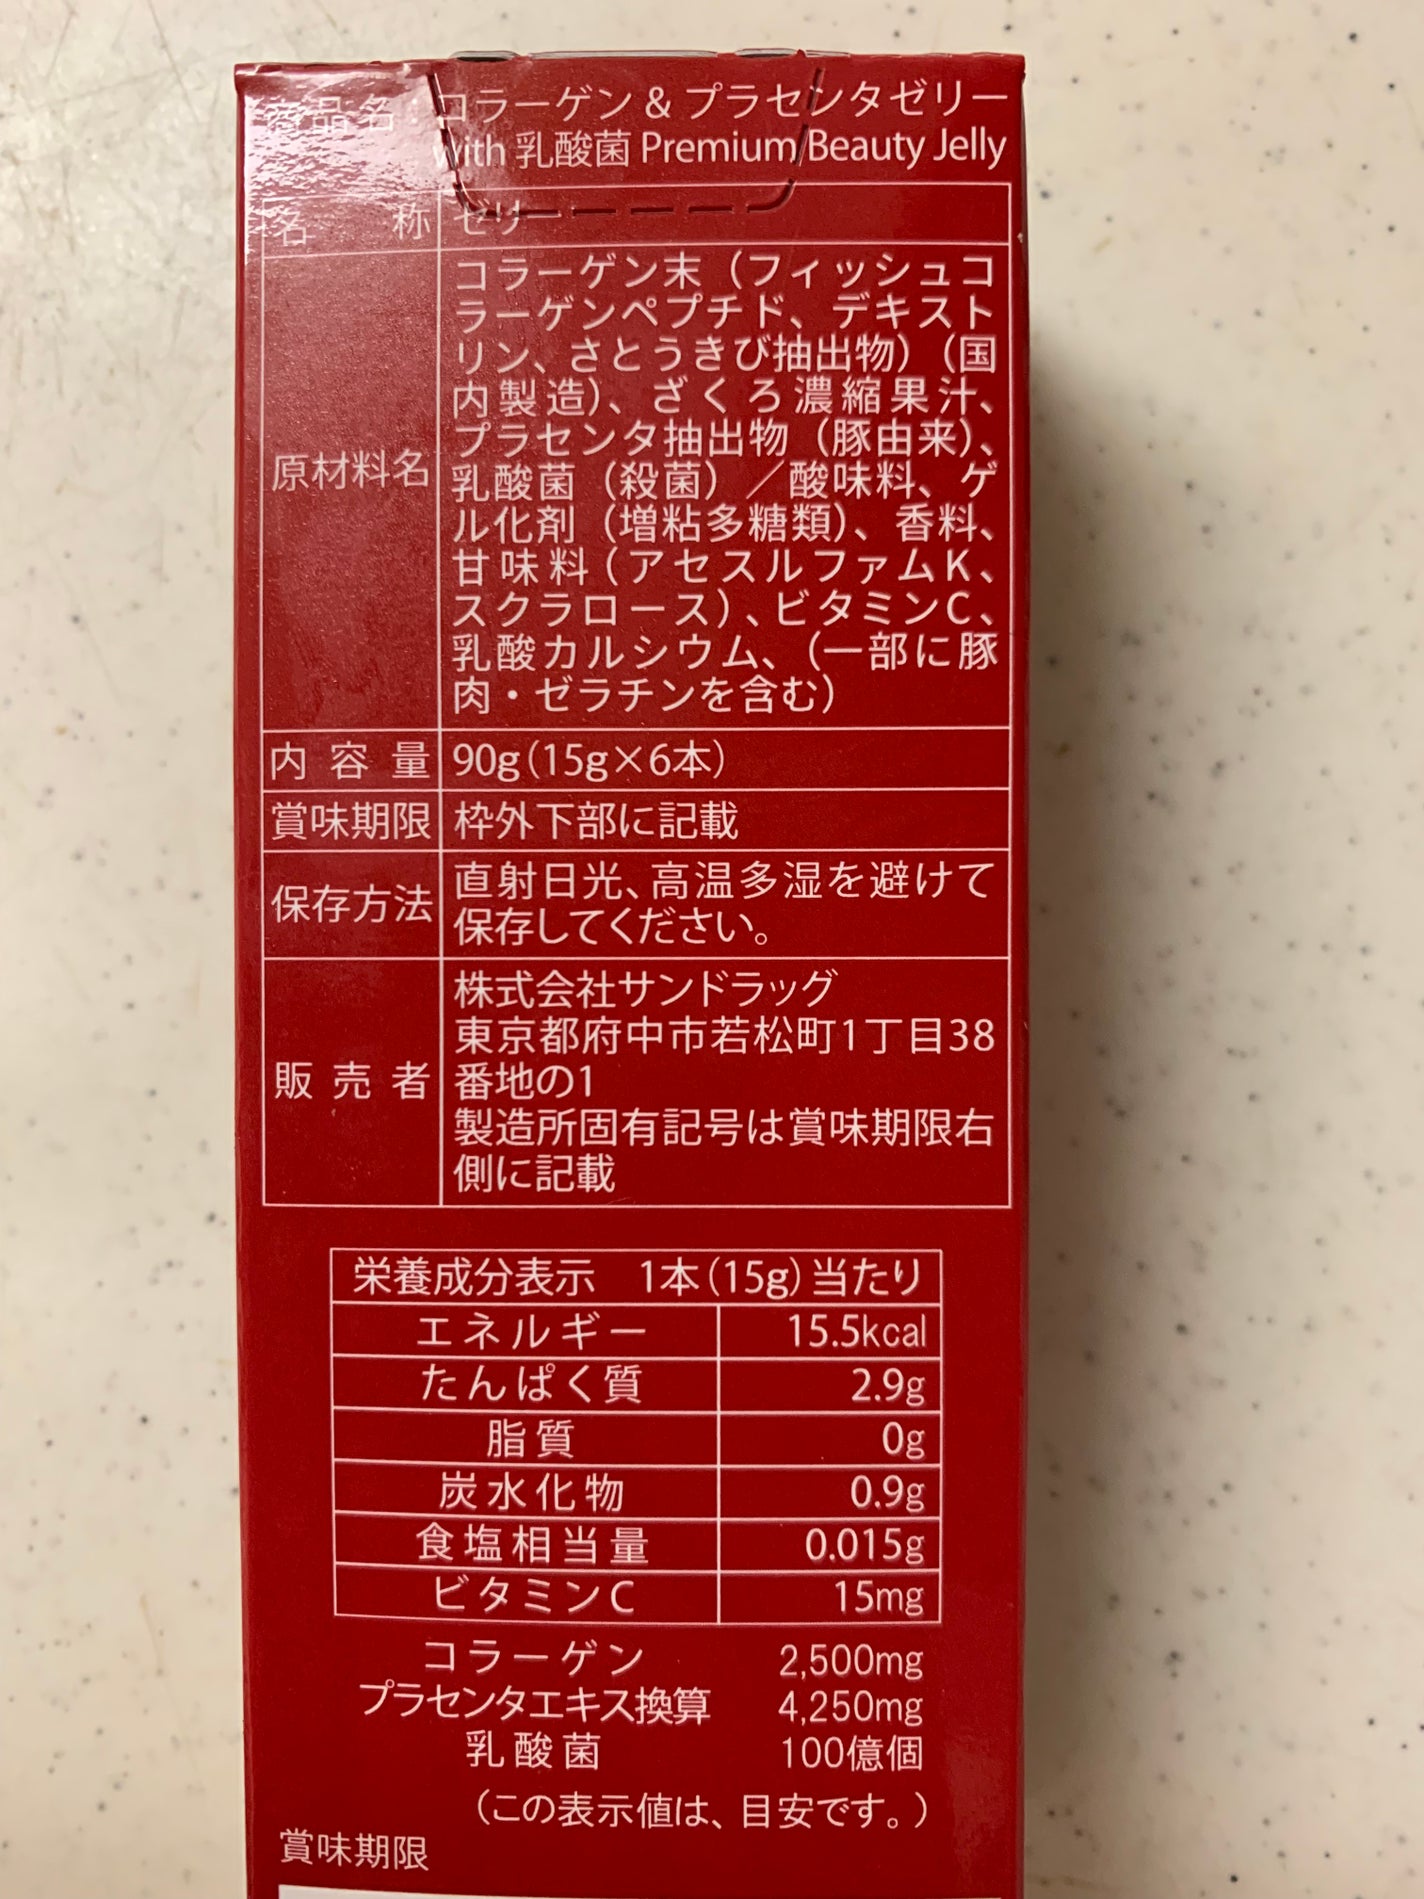 商品名：コラーゲン＆プラセンタゼリー
with 乳酸菌 Premium Beauty Jelly
名称 ゼリー
原材料名
コラーゲン末（フィッシュコ
ラーゲンペプチド、デキスト
リン、さとうきび抽出物）（国
内製造）、ざくろ濃縮果汁、
プラセンタ抽出物（豚由来）、
乳酸菌（殺菌）／酸味料、ゲ
ル化剤（増粘多糖類）、香料、
甘味料（アセスルファムK、
スクラロース）、ビタミンC、
乳酸カルシウム、（一部に豚
肉・ゼラチンを含む）
内容量 90g（15g×6本）
賞味期限 枠外下部に記載
保存方法
直射日光、高温多湿を避けて
保存してください。
販売者
株式会社サンドラッグ
東京都府中市若松町1丁目38
番地の1
製造所固有記号は賞味期限右
側に記載
栄養成分表示 1本（15g）当たり
エネルギー 15.5kcal
たんぱく質 2.9g
脂質 0g
炭水化物 0.9g
食塩相当量 0.015g
ビタミンC 15mg
コラーゲン 2,500mg
プラセンタエキス換算 4,250mg
乳酸菌 100億個
（この表示値は、目安です。）
賞味期限